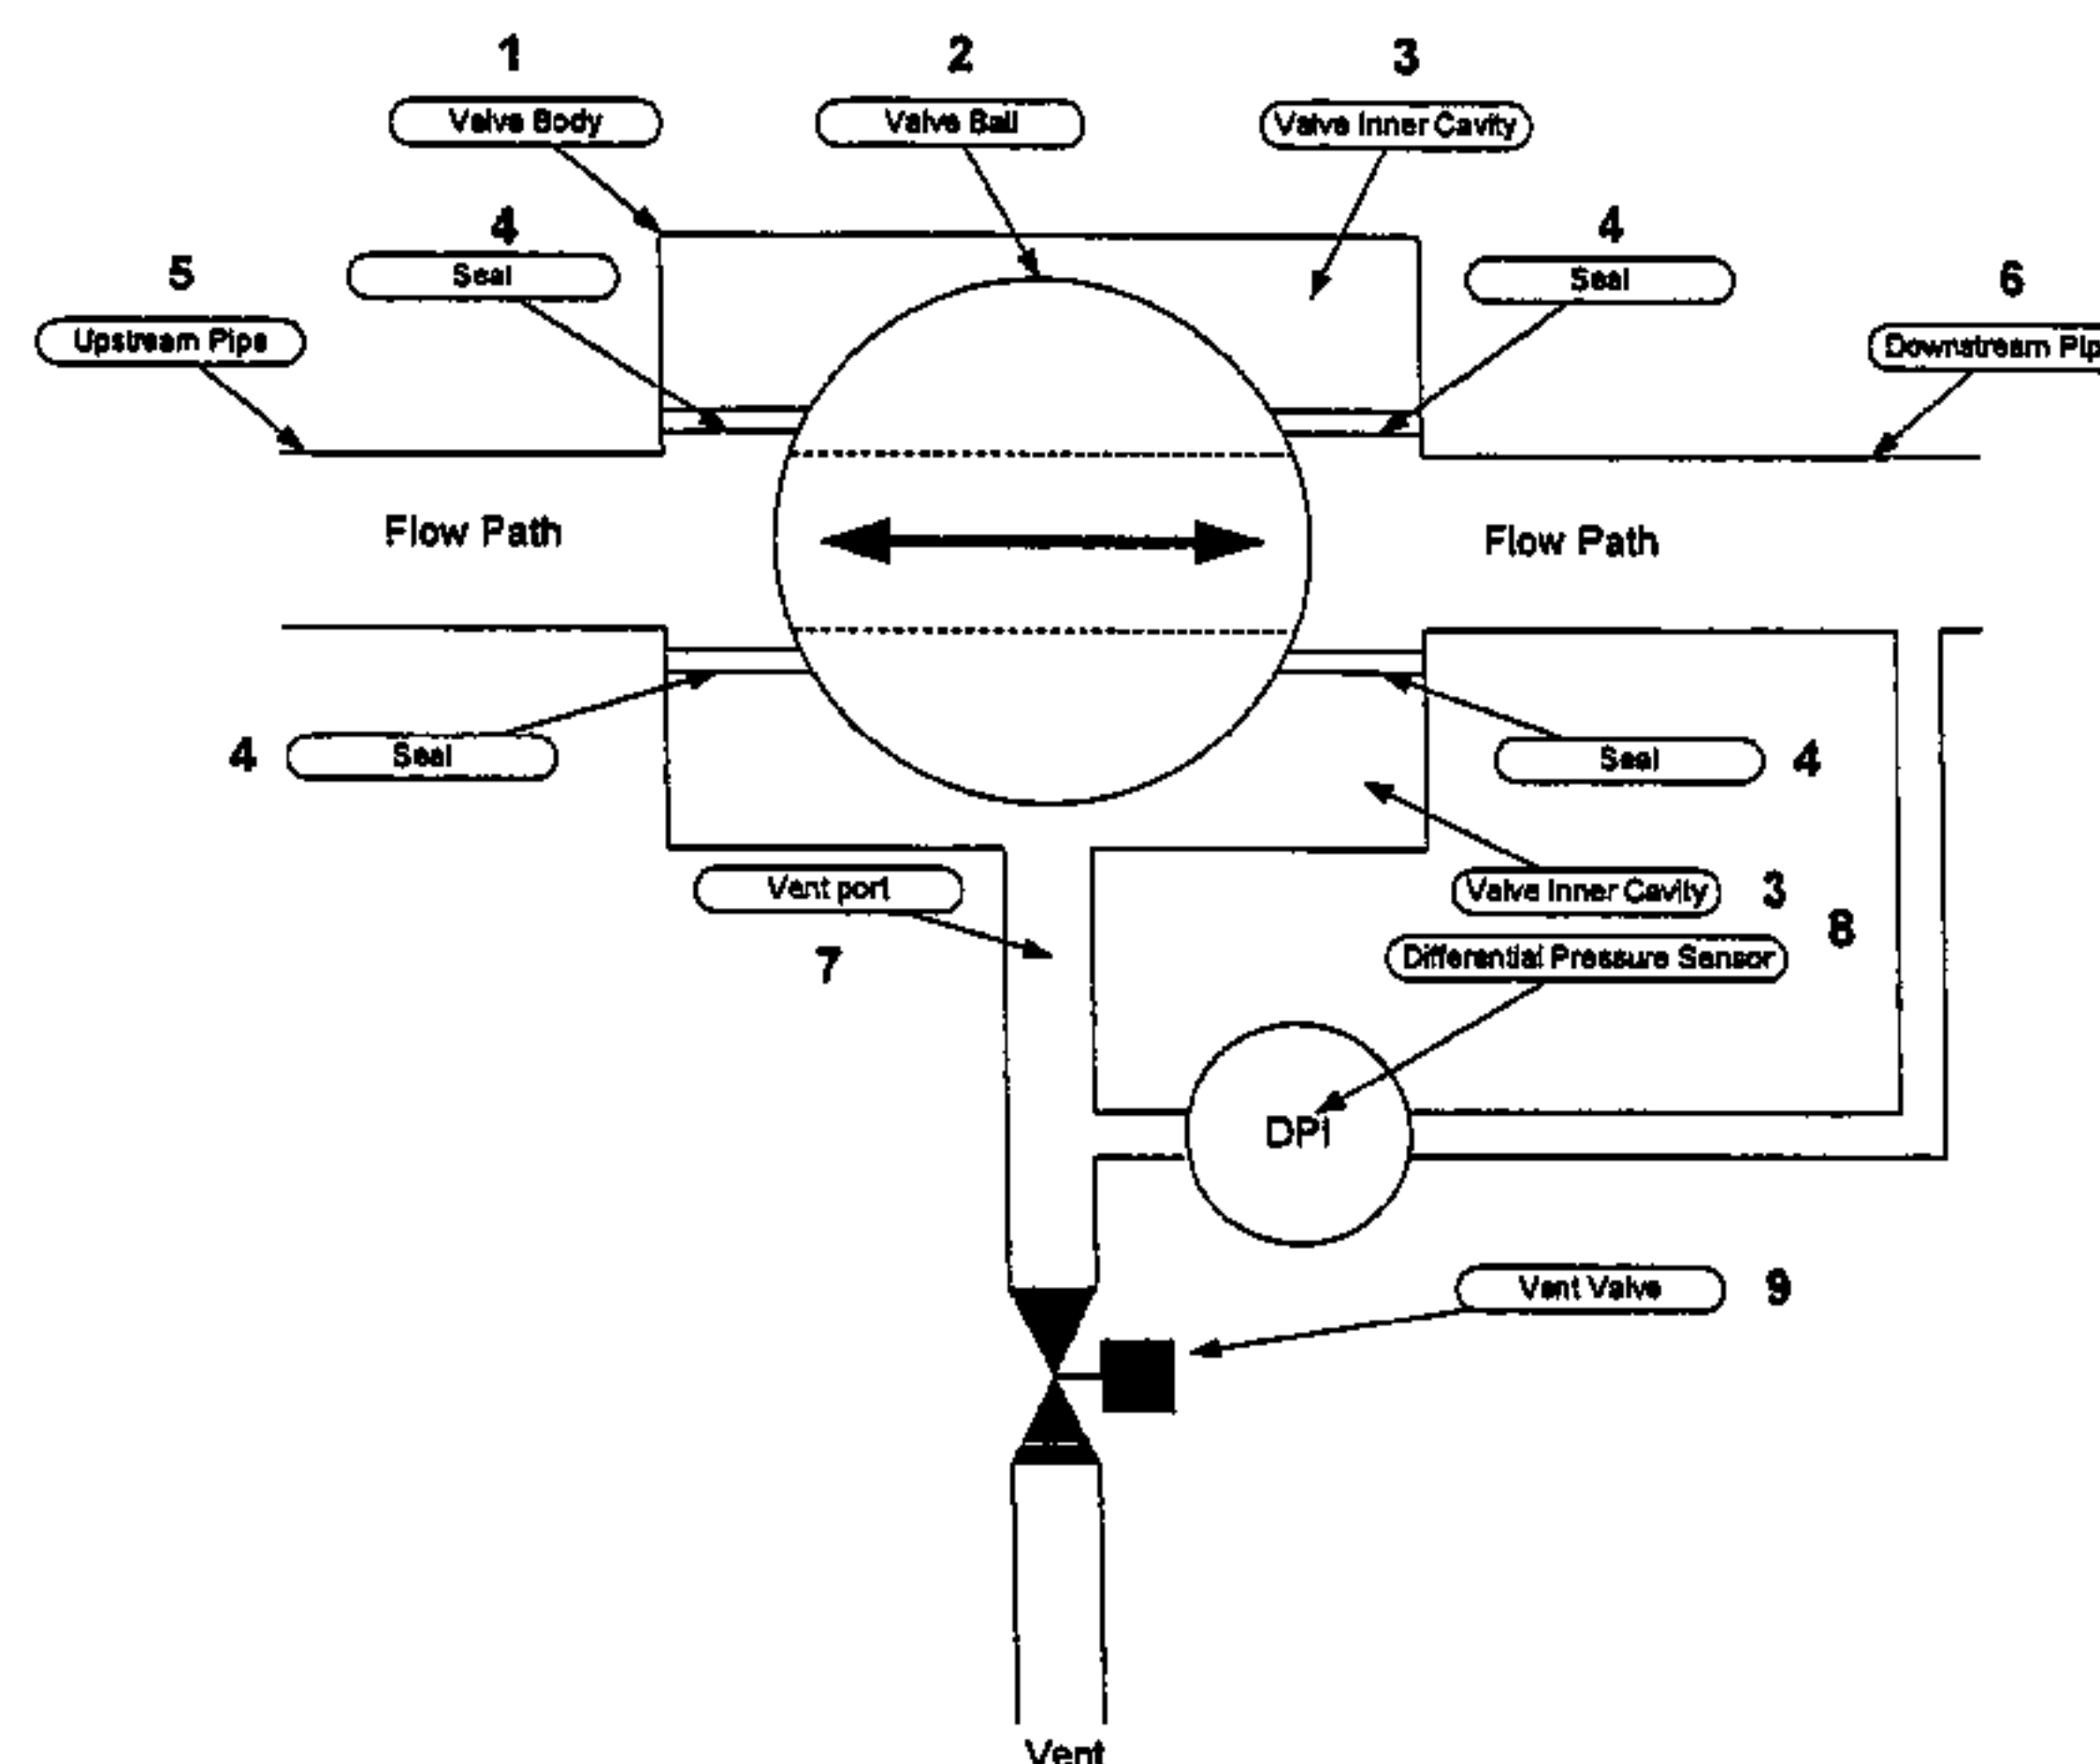 1
2
3
Valve Body
Valve Ball
Valve Inner Cavity
4
4
5
Seal
Seal
6
Upstream Pipe
Downstream Pip
Flow Path
Flow Path
4
Seal
Seal
4
Vent port
Valve Inner Cavity
3
7
Differential Pressure Sensor
8
DPI
Vent Valve
9
Vent